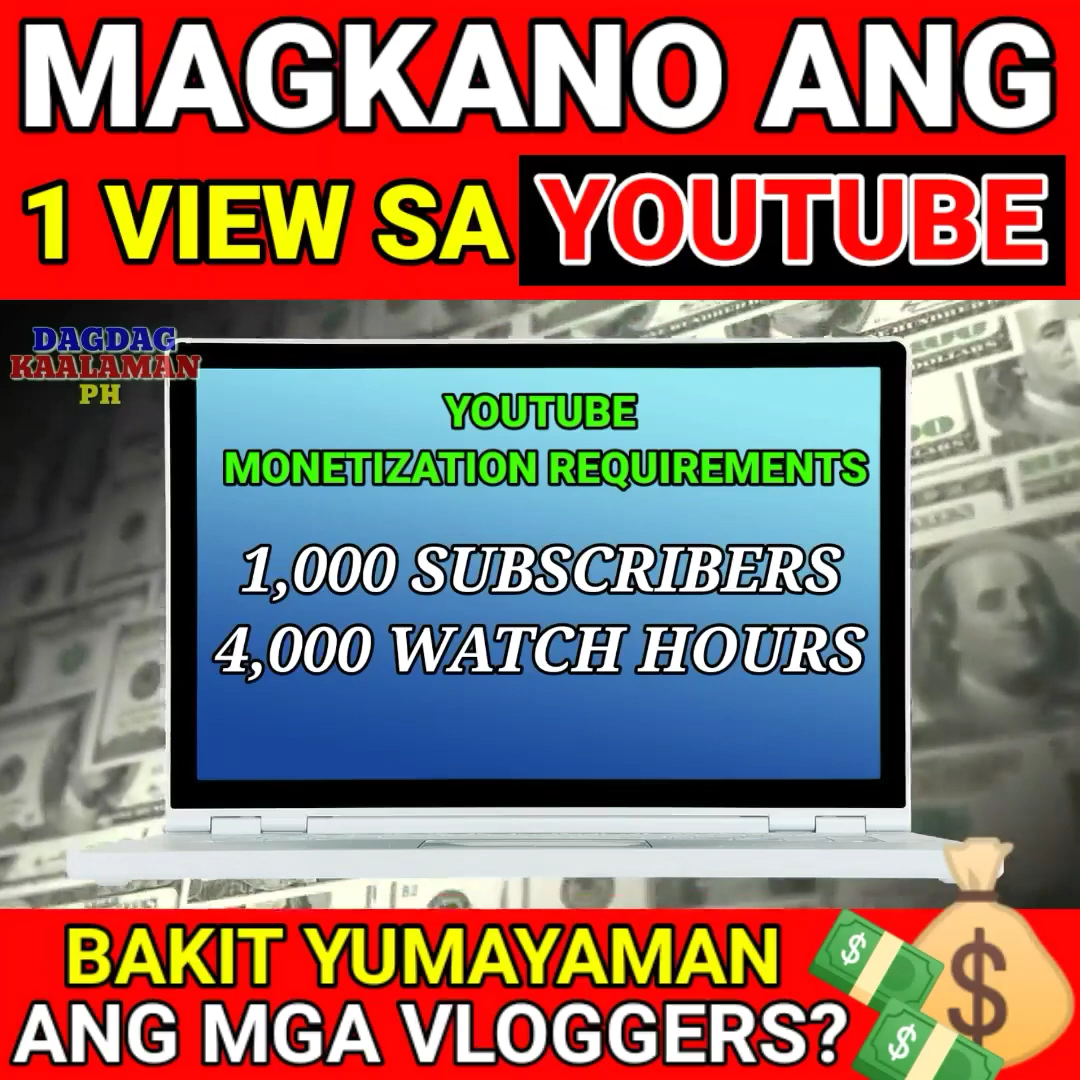 MAGKANO ANG
1 VIEW SA YOUTUBE
DAGDAG
KAALAMAN
PH
YOUTUBE
MONETIZATION REQUIREMENTS
1,000 SUBSCRIBERS
4,000 WATCH HOURS
BAKIT YUMAYAMAN
ANG MGA VLOGGERS?